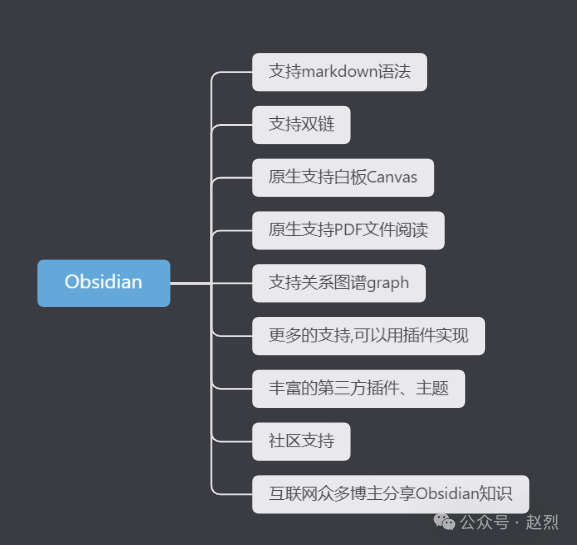 支持markdown语法
支持双链
原生支持白板Canvas
原生支持PDF文件阅读
Obsidian
支持关系图谱graph
更多的支持,可以用插件实现
丰富的第三方插件、主题
社区支持
互联网众多博主分享Obsidian知识
公众号·赵烈